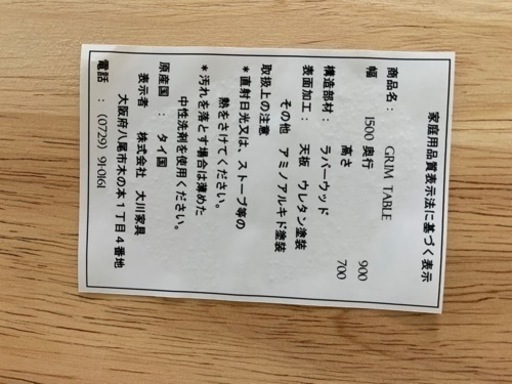 家庭用品質表示法に基づく表示
商品名： GRIM TABLE
幅 1500 奥行 900
高さ 700
構造部材： ラバーウッド
表面加工： 天板 ウレタン塗装
その他 アミノアルキド塗装
取扱上の注意
＊直射日光又は、ストーブ等の
熱をさけてください。
＊汚れを落とす場合は薄めた
中性洗剤を使用ください。
原産国 ： タイ国
表示者 株式会社 大川家具
大阪府八尾市木の本１丁目４番地
電話 ： (0729) 91-0161